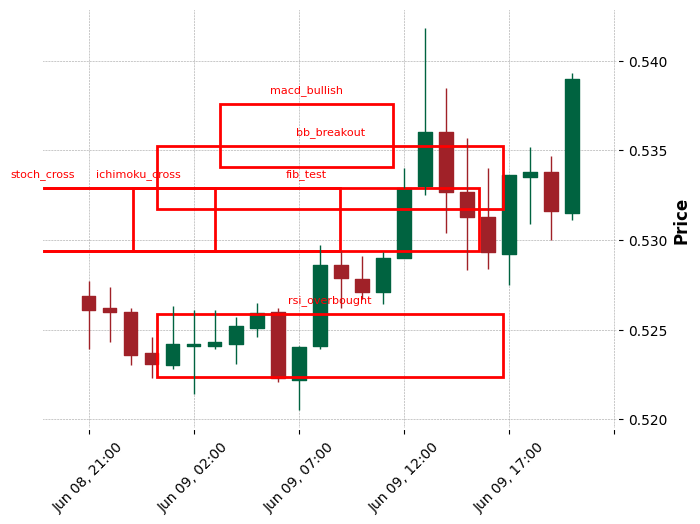 macd_bullish
0.540
bb_breakout
0.535
stoch_cross
ichimoku_cross
fib_test
Price
0.530
rsi_overbought
0.525
0.520
Jun 08, 21:00
Jun 09, 02:00
Jun 09, 07:00
Jun 09, 12:00
Jun 09, 17:00